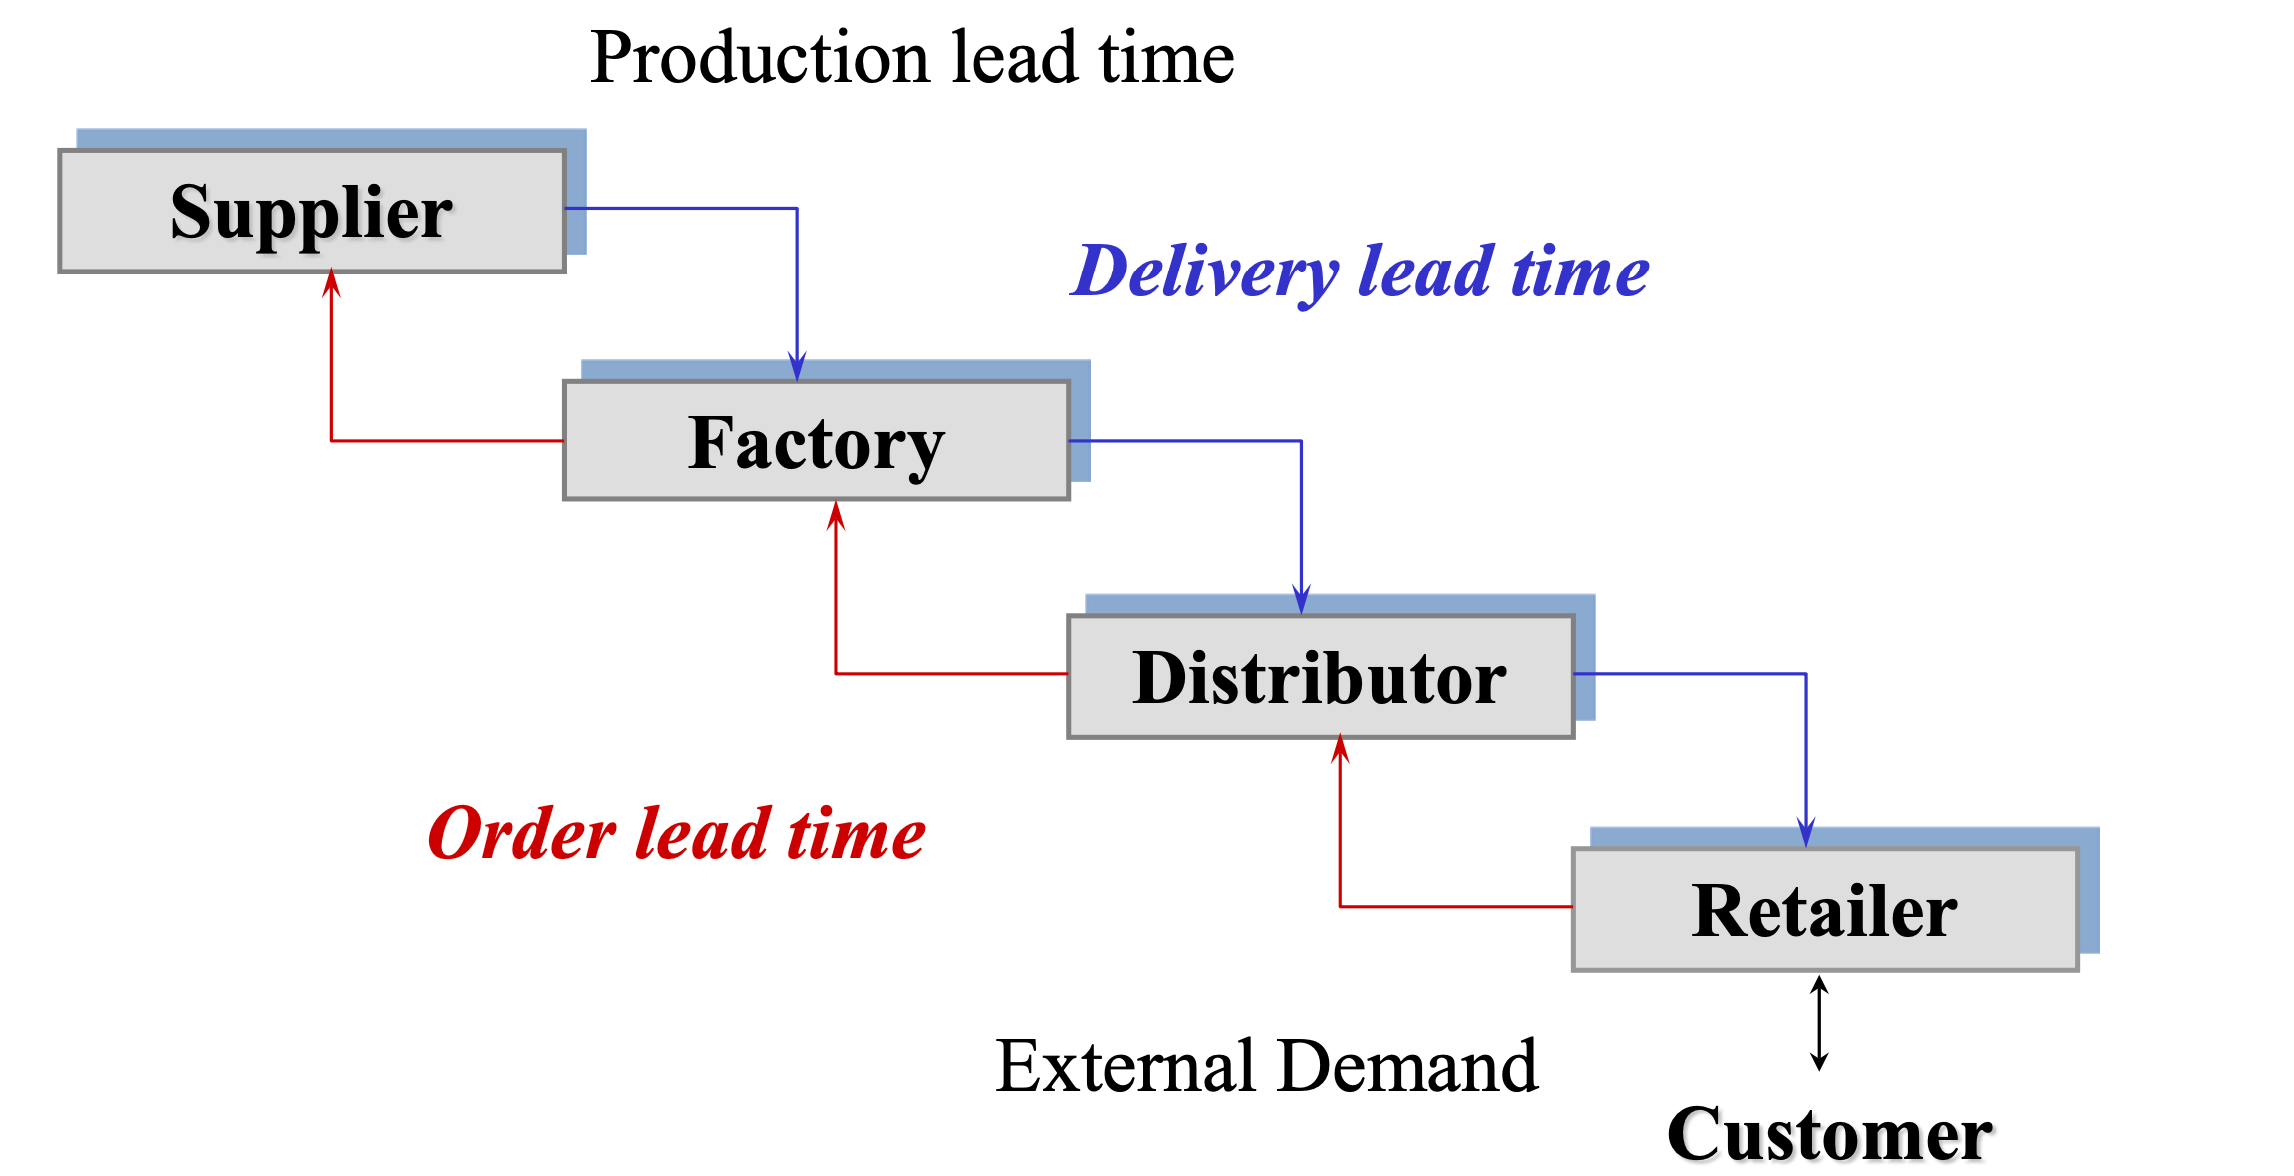 Production lead time
Supplier
Delivery lead time
Factory
Distributor
Order lead time
Retailer
External Demand
Customer